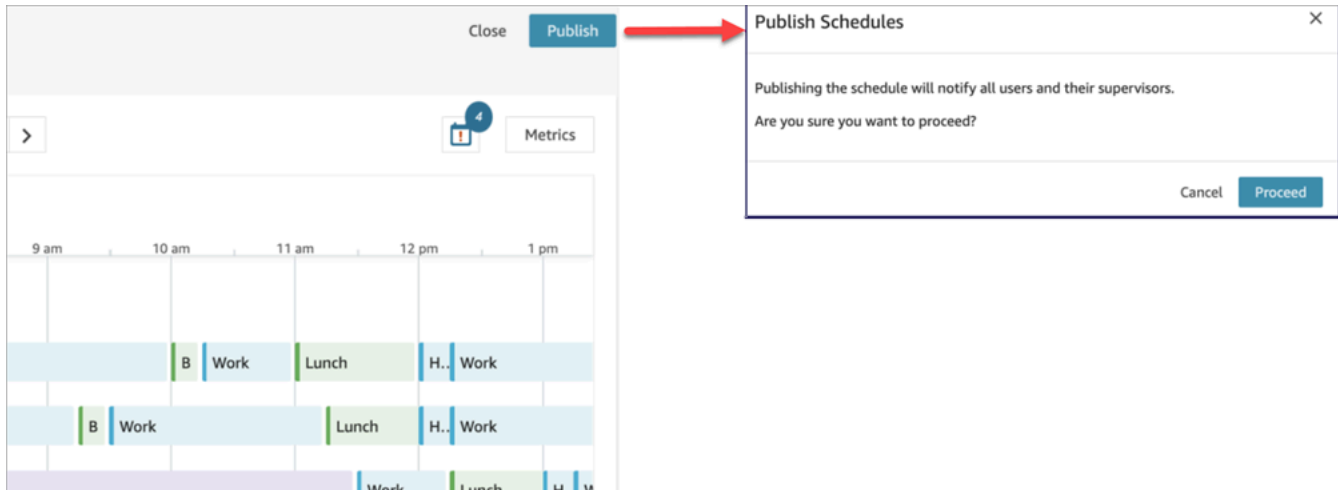 Close Publish
4
Metrics
9 am 10 am 11 am 12 pm 1 pm
B Work Lunch H.. Work
B Work Lunch H.. Work
Work Lunch H W
Publish Schedules
Publishing the schedule will notify all users and their supervisors.
Are you sure you want to proceed?
Cancel Proceed